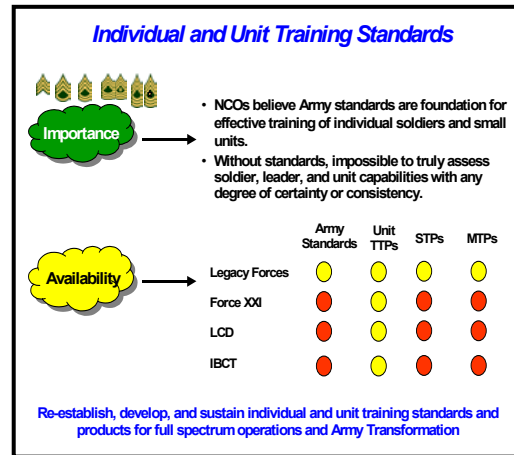 Individual and Unit Training Standards
Importance
• NCOs believe Army standards are foundation for
effective training of individual soldiers and small
units.
• Without standards, impossible to truly assess
soldier, leader, and unit capabilities with any
degree of certainty or consistency.
Availability
Army
Standards
Unit
TTPs
STPs
MTPs
Legacy Forces
Force XXI
LCD
IBCT
Re-establish, develop, and sustain individual and unit training standards and
products for full spectrum operations and Army Transformation